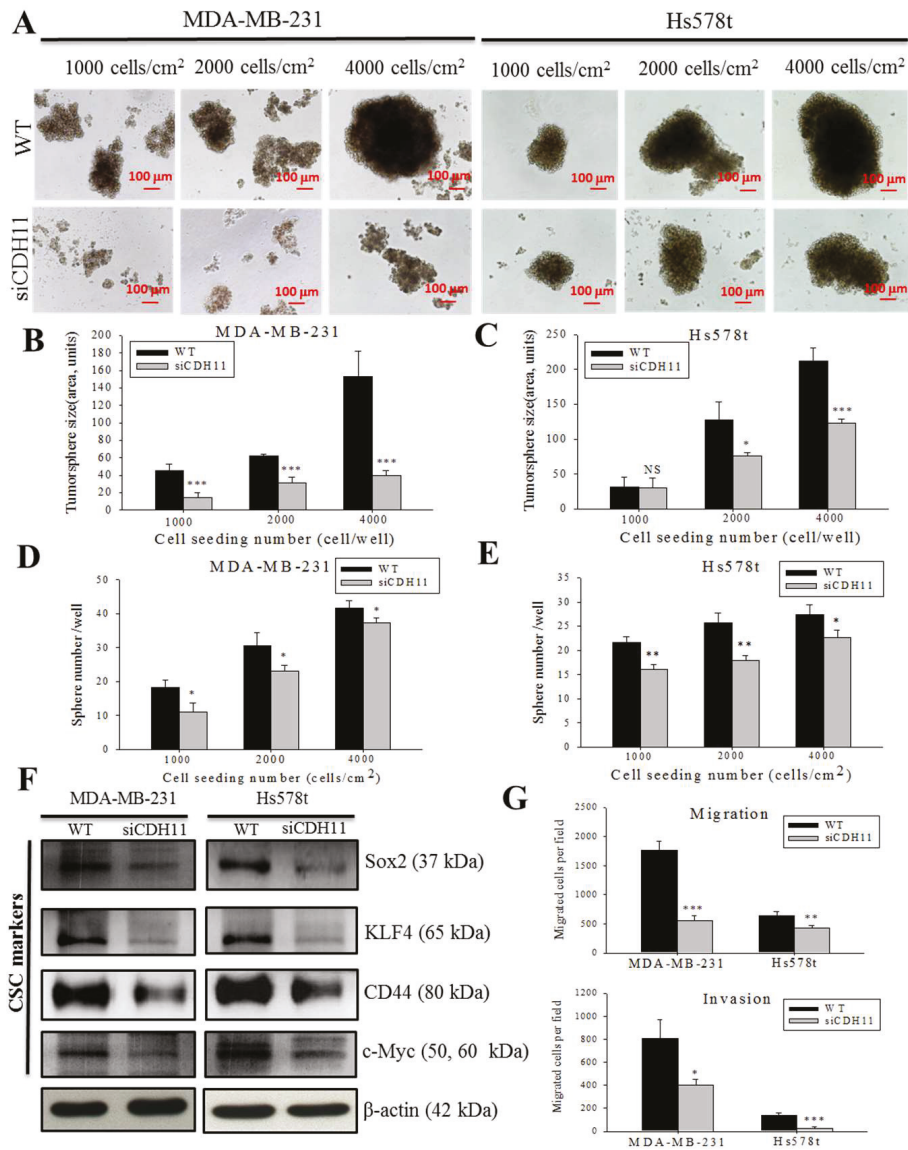 A
MDA-MB-231
Hs578t
1000 cells/cm²
2000 cells/cm²
4000 cells/cm²
1000 cells/cm²
2000 cells/cm²
4000 cells/cm²
WT
100 µm
100 µm
100 µm
100 µm
100 µm
100 µm
siCDH11
100 µm
100 µm
100 µm
100 µm
100 µm
100 µm
B
MDA-MB-231
Tumorsphere size(area, units)
200
180
160
140
120
100
80
60
40
20
0
WT
siCDH11
***
***
***
1000
2000
4000
Cell seeding number (cell/well)
C
Hs578t
Tumorsphere size(area, units)
250
200
150
100
50
0
WT
siCDH11
NS
*
***
1000
2000
4000
Cell seeding number (cell/well)
D
MDA-MB-231
Sphere number /well
50
40
30
20
10
0
WT
siCDH11
*
*
*
1000
2000
4000
Cell seeding number (cells/cm²)
E
Hs578t
Sphere number /well
35
30
25
20
15
10
5
0
WT
siCDH11
**
**
*
1000
2000
4000
Cell seeding number (cells/cm²)
F
MDA-MB-231
Hs578t
WT
siCDH11
WT
siCDH11
CSC markers
Sox2 (37 kDa)
KLF4 (65 kDa)
CD44 (80 kDa)
c-Myc (50, 60 kDa)
β-actin (42 kDa)
G
Migration
Migrated cells per field
2500
2000
1500
1000
500
0
WT
siCDH11
***
**
MDA-MB-231
Hs578t
Invasion
Migrated cells per field
1200
1000
800
600
400
200
0
WT
siCDH11
*
***
MDA-MB-231
Hs578t